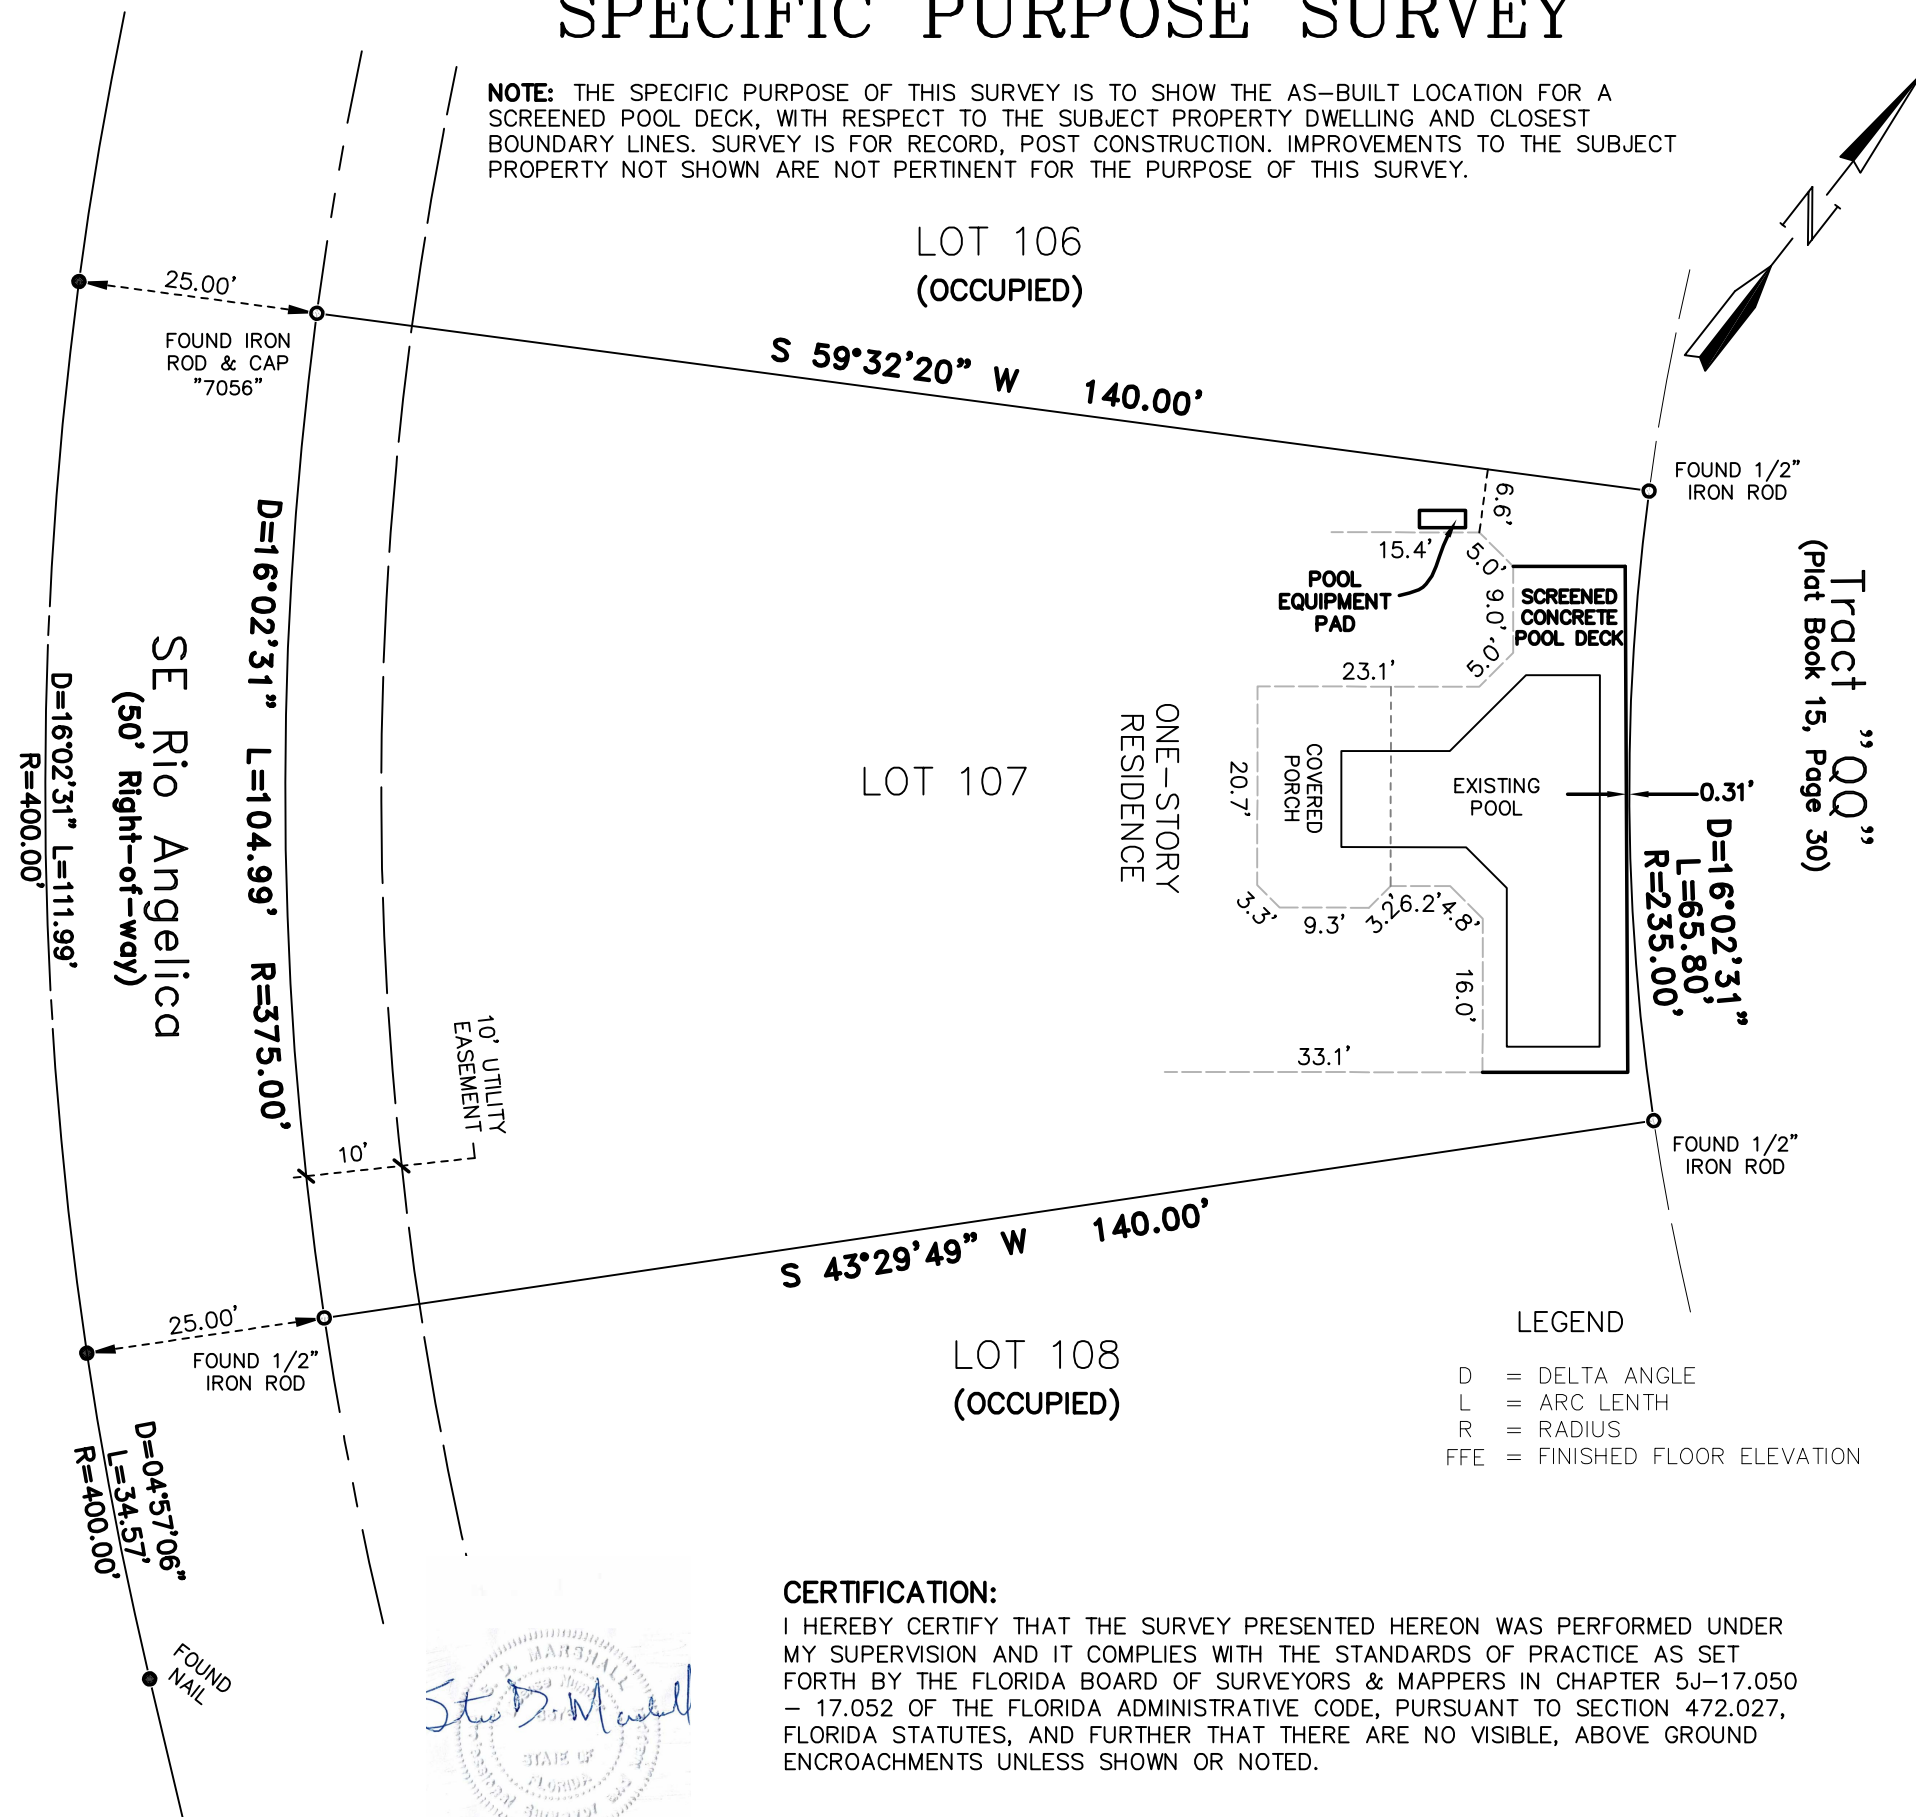 SPECIFIC PURPOSE SURVEY
NOTE: THE SPECIFIC PURPOSE OF THIS SURVEY IS TO SHOW THE AS-BUILT LOCATION FOR A
SCREENED POOL DECK, WITH RESPECT TO THE SUBJECT PROPERTY DWELLING AND CLOSEST
BOUNDARY LINES. SURVEY IS FOR RECORD, POST CONSTRUCTION. IMPROVEMENTS TO THE SUBJECT
PROPERTY NOT SHOWN ARE NOT PERTINENT FOR THE PURPOSE OF THIS SURVEY.
N
LOT 106
(OCCUPIED)
25.00'
FOUND IRON
ROD & CAP
"7056"
S 59°32'20" W 140.00'
FOUND 1/2"
IRON ROD
6.6'
15.4'
5.0'
9.0'
5.0'
POOL
EQUIPMENT
PAD
SCREENED
CONCRETE
POOL DECK
Tract "QQ"
(Plat Book 15, Page 30)
D=16°02'31" L=104.99' R=375.00'
SE Rio Angelica
(50' Right-of-way)
D=16°02'31" L=111.99'
R=400.00'
LOT 107
ONE-STORY
RESIDENCE
23.1'
20.7'
COVERED
PORCH
EXISTING
POOL
0.31'
D=16°02'31"
L=65.80'
R=235.00'
3.3'
9.3'
3.2'
6.2'
4.8'
16.0'
33.1'
10' UTILITY
EASEMENT
10'
FOUND 1/2"
IRON ROD
S 43°29'49" W 140.00'
25.00'
FOUND 1/2"
IRON ROD
LOT 108
(OCCUPIED)
LEGEND
D = DELTA ANGLE
L = ARC LENTH
R = RADIUS
FFE = FINISHED FLOOR ELEVATION
D=04°57'06"
L=34.57'
R=400.00'
FOUND
NAIL
D. MARSHALL
STATE OF
FLORIDA
CERTIFICATION:
I HEREBY CERTIFY THAT THE SURVEY PRESENTED HEREON WAS PERFORMED UNDER
MY SUPERVISION AND IT COMPLIES WITH THE STANDARDS OF PRACTICE AS SET
FORTH BY THE FLORIDA BOARD OF SURVEYORS & MAPPERS IN CHAPTER 5J-17.050
- 17.052 OF THE FLORIDA ADMINISTRATIVE CODE, PURSUANT TO SECTION 472.027,
FLORIDA STATUTES, AND FURTHER THAT THERE ARE NO VISIBLE, ABOVE GROUND
ENCROACHMENTS UNLESS SHOWN OR NOTED.